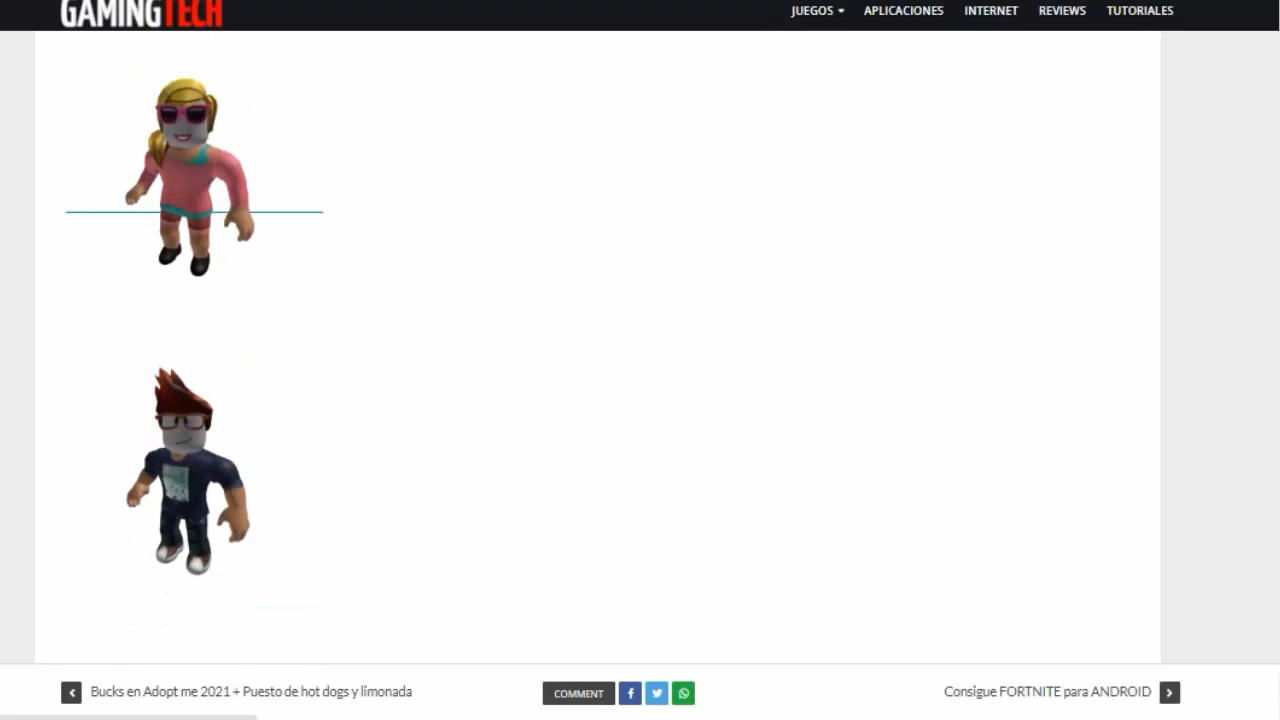 GAMINGTECH
JUEGOS APLICACIONES INTERNET REVIEWS TUTORIALES
Bucks en Adopt me 2021 + Puesto de hot dogs y limonada
COMMENT
Consigue FORTNITE para ANDROID